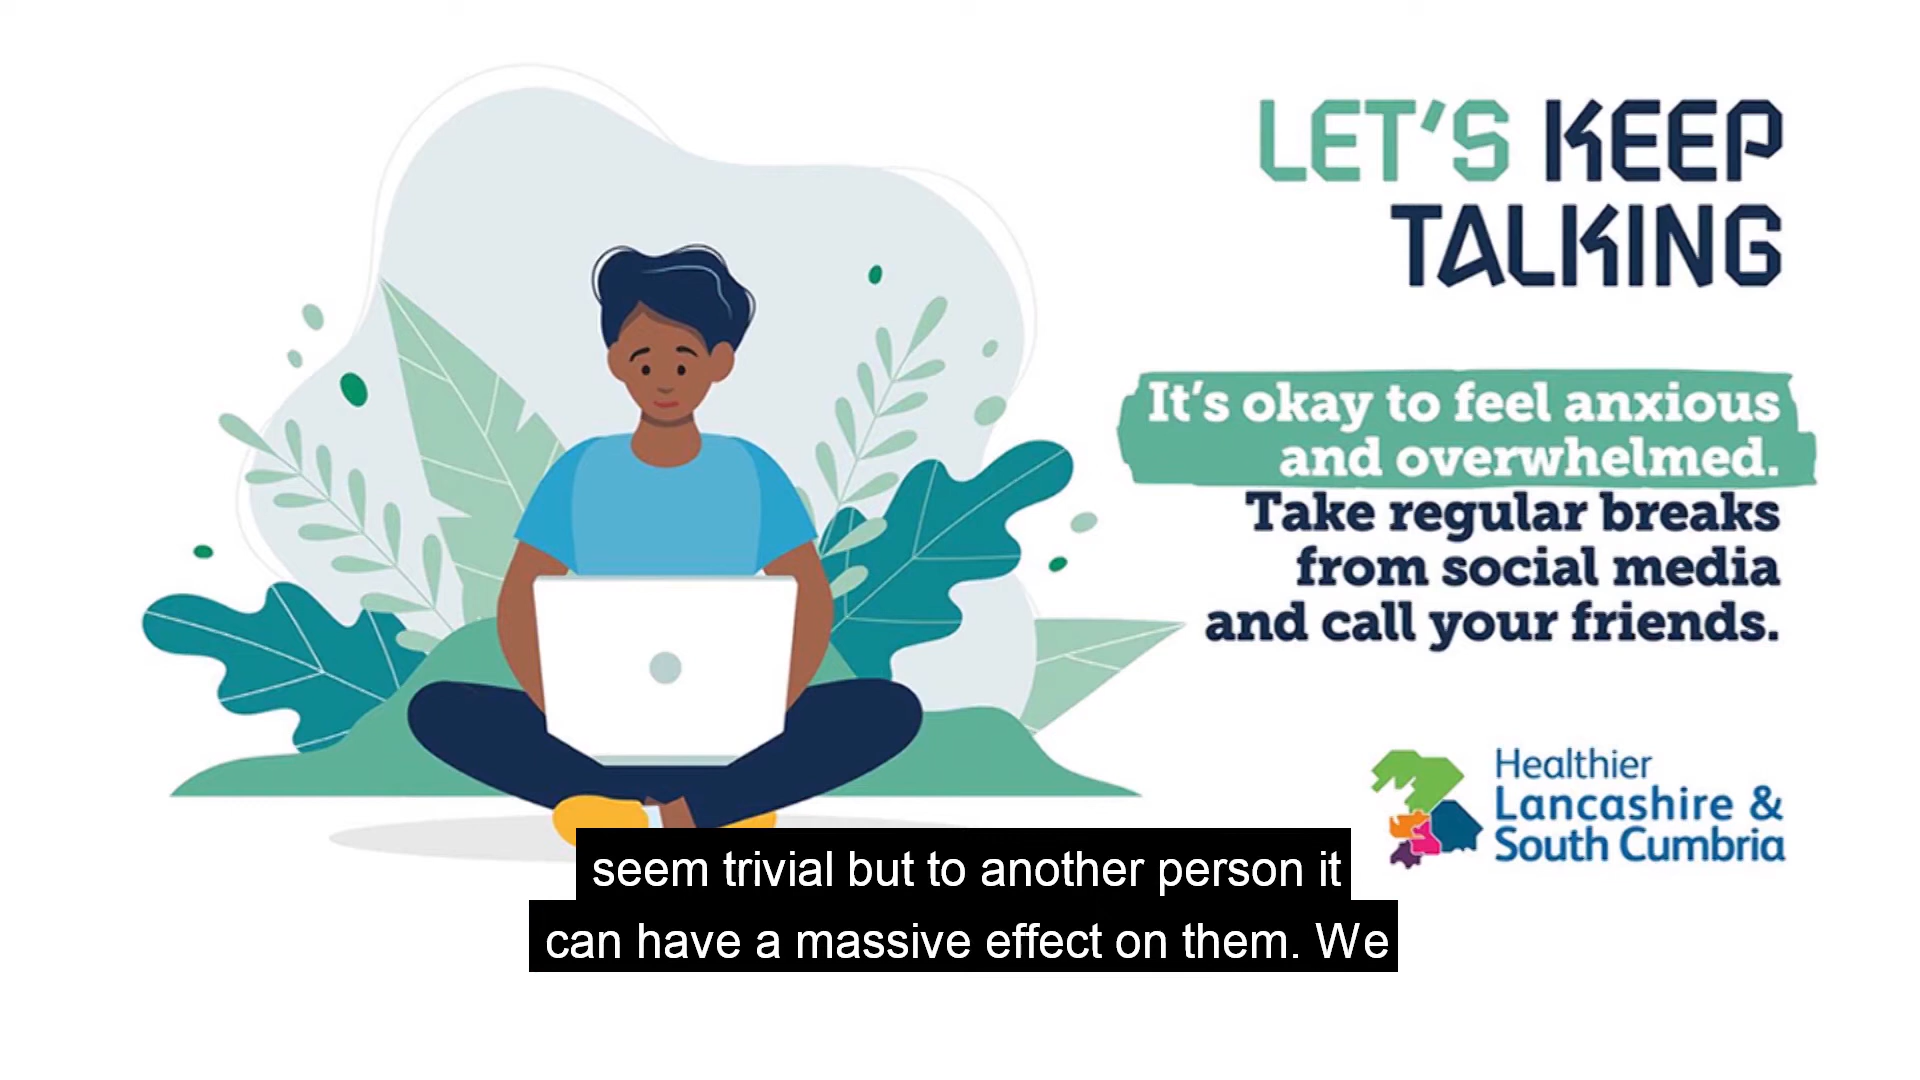 LET'S KEEP
TALKING
It's okay to feel anxious
and overwhelmed.
Take regular breaks
from social media
and call your friends.
Healthier
Lancashire &
South Cumbria
seem trivial but to another person it
can have a massive effect on them. We